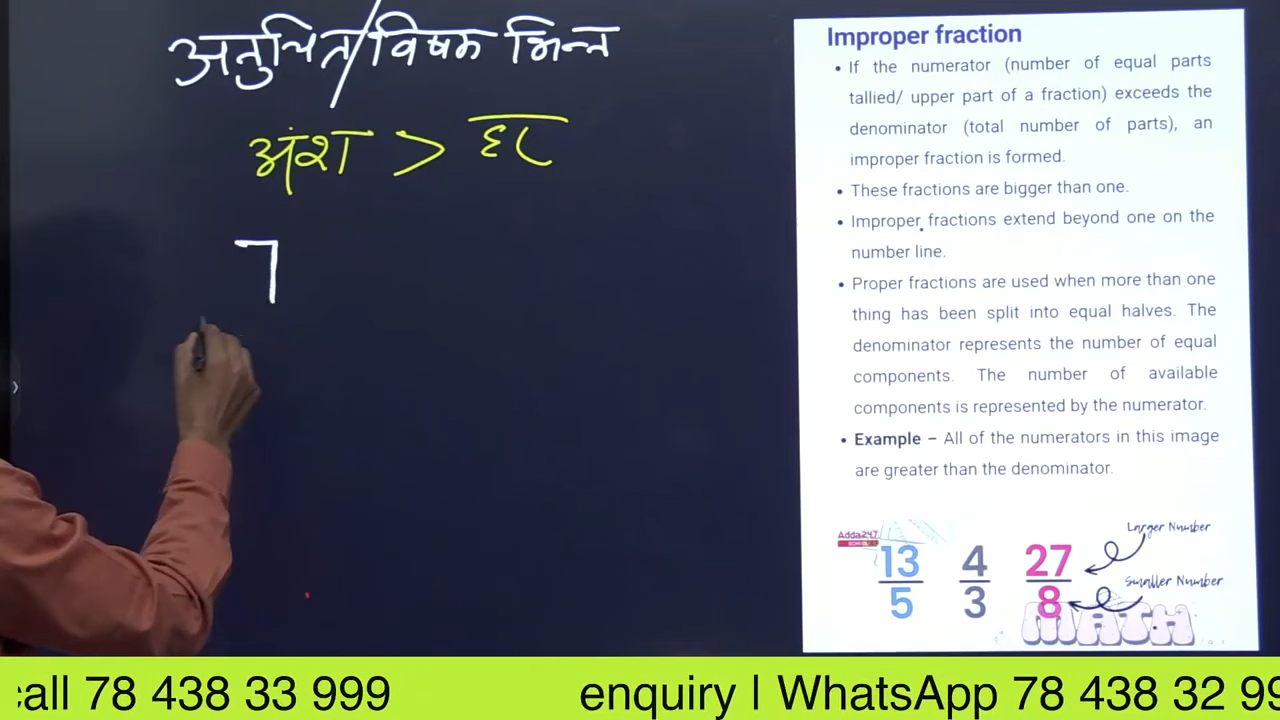 अनुचित/विषम भिन्न
अंश > हर
7
Improper fraction
• If the numerator (number of equal parts
tallied/ upper part of a fraction) exceeds the
denominator (total number of parts), an
improper fraction is formed.
• These fractions are bigger than one.
• Improper fractions extend beyond one on the
number line.
• Proper fractions are used when more than one
thing has been split into equal halves. The
denominator represents the number of equal
components. The number of available
components is represented by the numerator.
• Example – All of the numerators in this image
are greater than the denominator.
Larger Number
Adda247
SCHOOL
13 4 27
5 3 8
Smaller Number
MATH
call 78 438 33 999 enquiry | WhatsApp 78 438 32 99